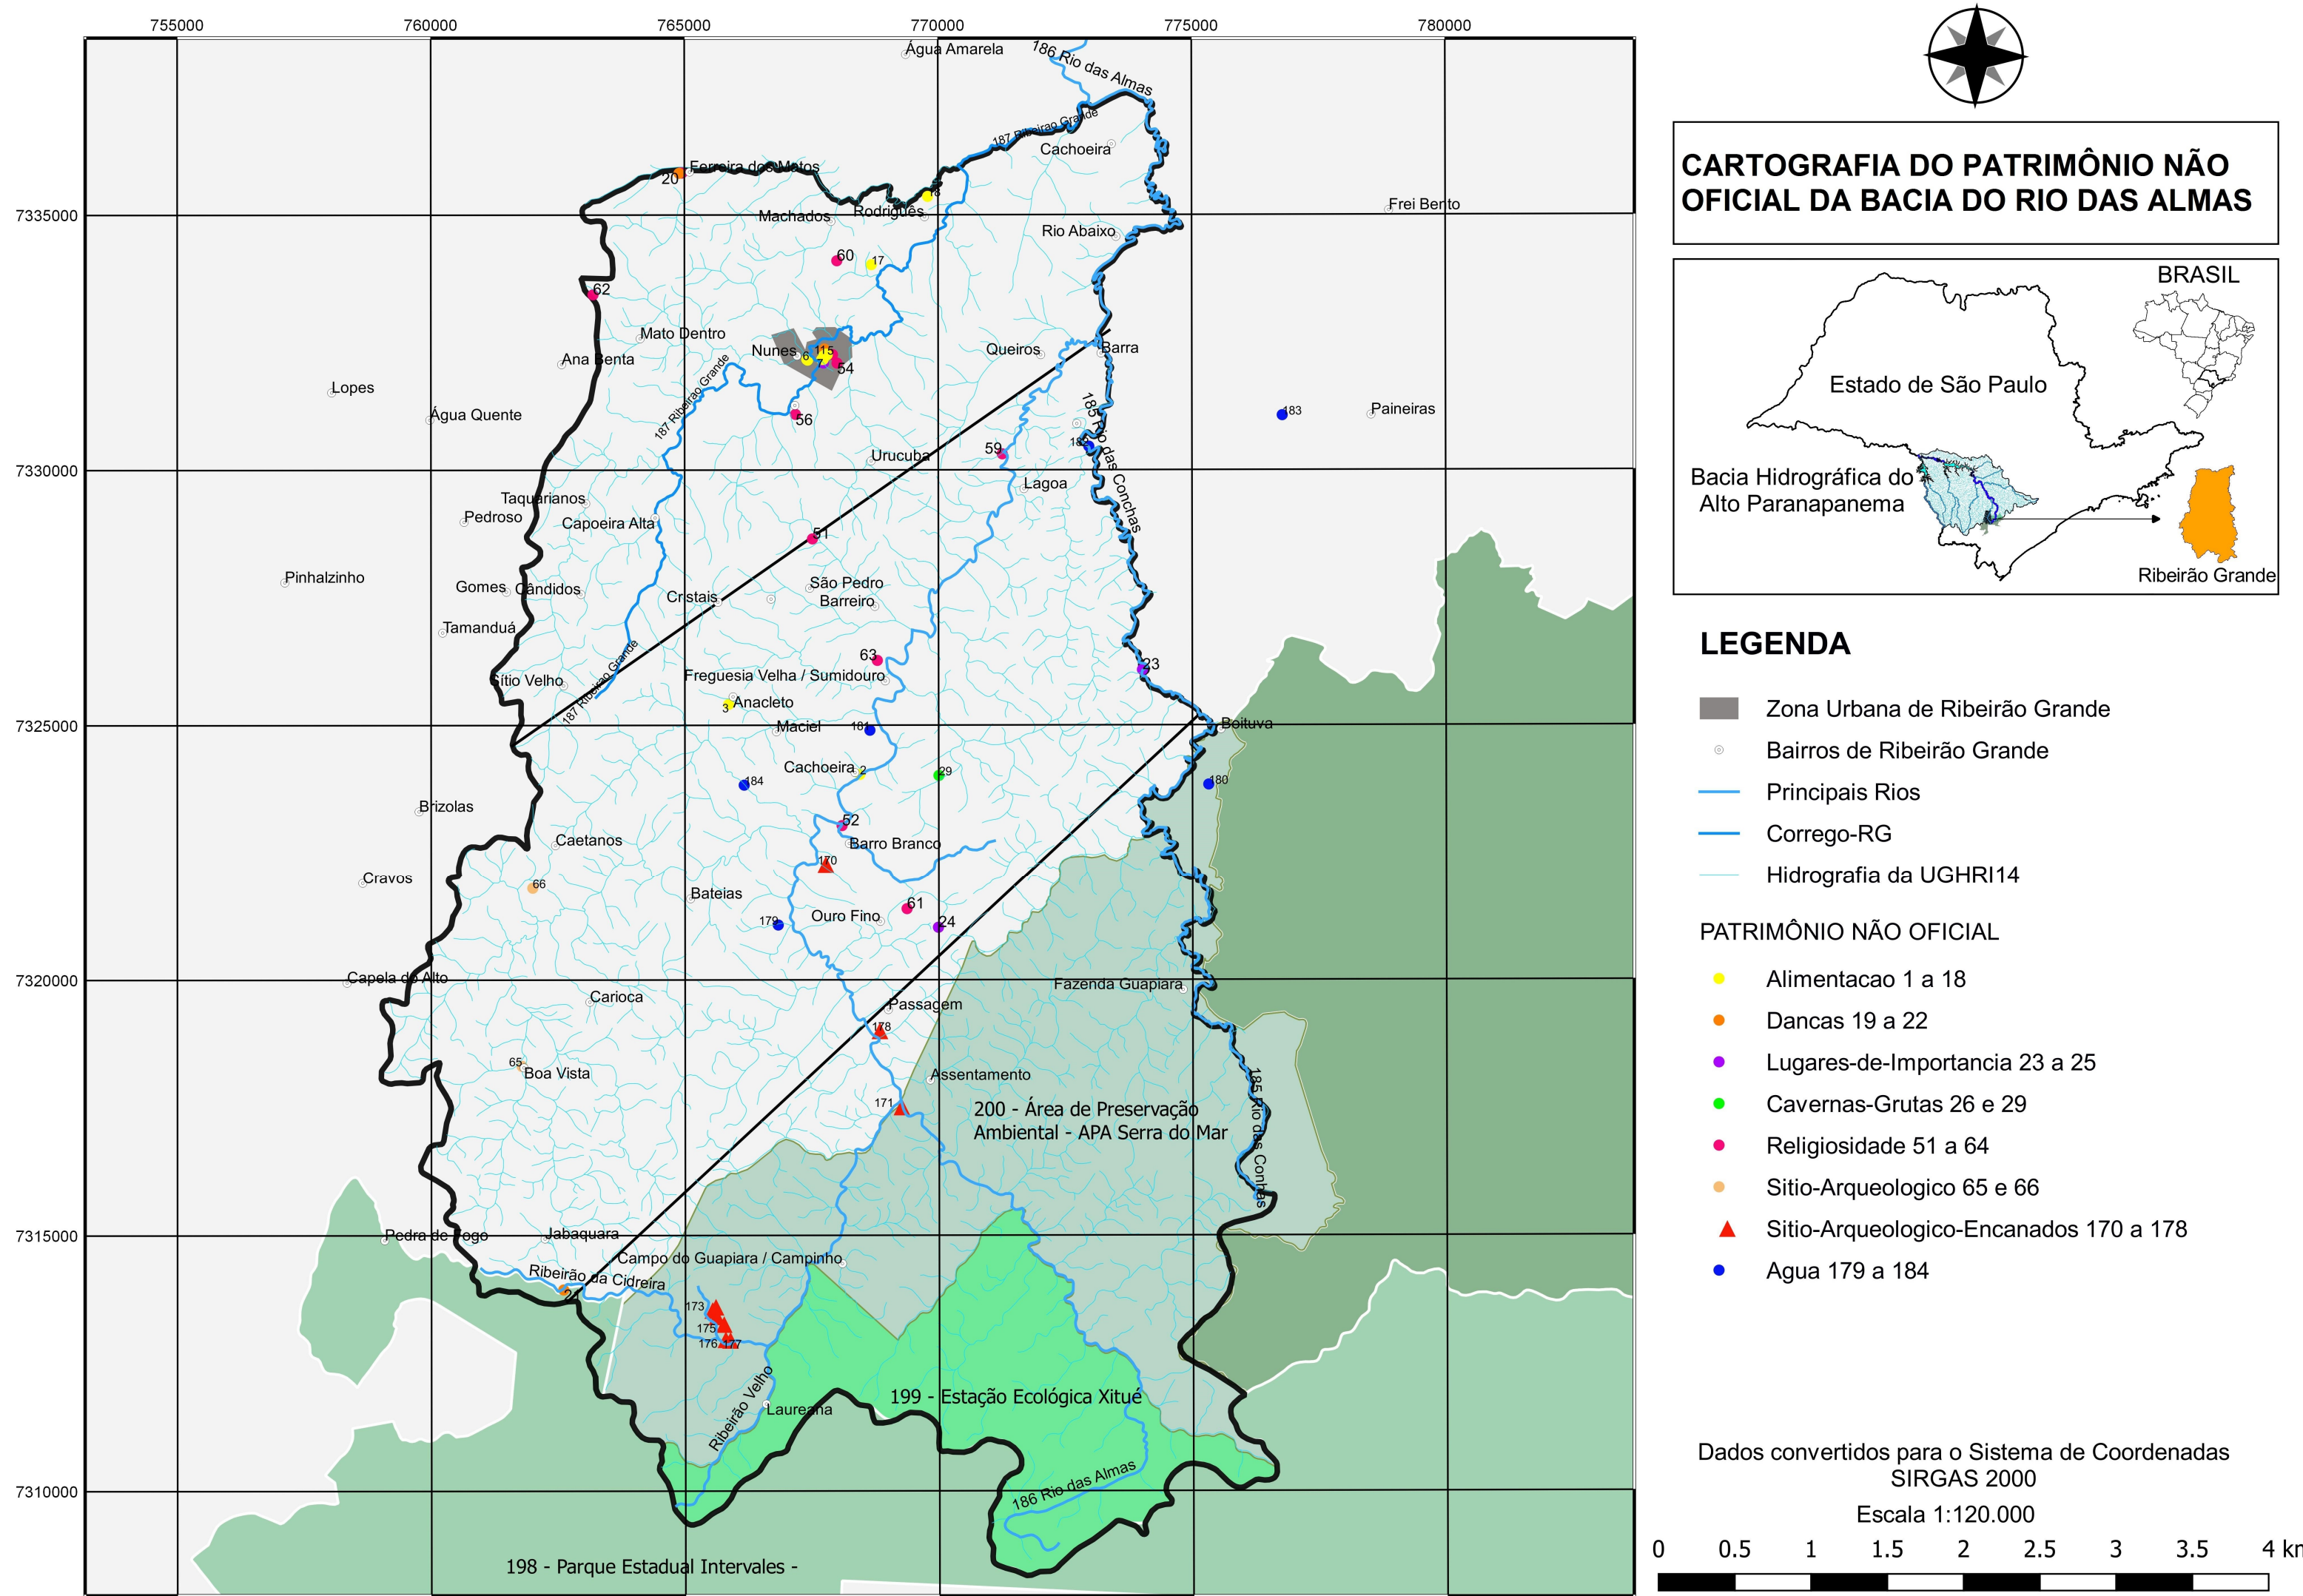 755000 760000 765000 770000 775000 780000
Água Amarela
186 Rio das Almas
187 Ribeirao Grande
Cachoeira
Ferreira dos Matos
20
18
7335000
Machados
Rodrigues
Frei Bento
Rio Abaixo
60
17
62
Mato Dentro
Nunes
6
115
7
54
Queiros
Barra
Ana Benta
Lopes
187 Ribeirao Grande
Água Quente
56
183
Paineiras
185 Rio das Conchas
59
7330000
Urucuba
Lagoa
Taquarianos
Pedroso
Capoeira Alta
51
Pinhalzinho
Gomes
Cândidos
São Pedro
Cristais
Barreiro
Tamanduá
187 Ribeirao Grande
63
23
Freguesia Velha / Sumidouro
Sítio Velho
3
Anacleto
7325000
Maciel
181
Boituva
Cachoeira
2
29
184
180
Brizolas
52
Caetanos
Barro Branco
170
Cravos
66
Bateias
61
Ouro Fino
179
24
7320000
Capela do Alto
Fazenda Guapiara
Carioca
Passagem
178
65
Boa Vista
Assentamento
185 Rio das Conhas
171
200 - Área de Preservação
Ambiental - APA Serra do Mar
7315000
Pedra de Fogo
Jabaquara
Campo do Guapiara / Campinho
Ribeirão da Cidreira
21
173
175
176
177
Ribeirão Velho
199 - Estação Ecológica Xitué
Laureana
186 Rio das Almas
7310000
198 - Parque Estadual Intervales -
CARTOGRAFIA DO PATRIMÔNIO NÃO
OFICIAL DA BACIA DO RIO DAS ALMAS
BRASIL
Estado de São Paulo
Bacia Hidrográfica do
Alto Paranapanema
Ribeirão Grande
LEGENDA
Zona Urbana de Ribeirão Grande
Bairros de Ribeirão Grande
Principais Rios
Corrego-RG
Hidrografia da UGHRI14
PATRIMÔNIO NÃO OFICIAL
Alimentacao 1 a 18
Dancas 19 a 22
Lugares-de-Importancia 23 a 25
Cavernas-Grutas 26 e 29
Religiosidade 51 a 64
Sitio-Arqueologico 65 e 66
Sitio-Arqueologico-Encanados 170 a 178
Agua 179 a 184
Dados convertidos para o Sistema de Coordenadas
SIRGAS 2000
Escala 1:120.000
0 0.5 1 1.5 2 2.5 3 3.5 4 km